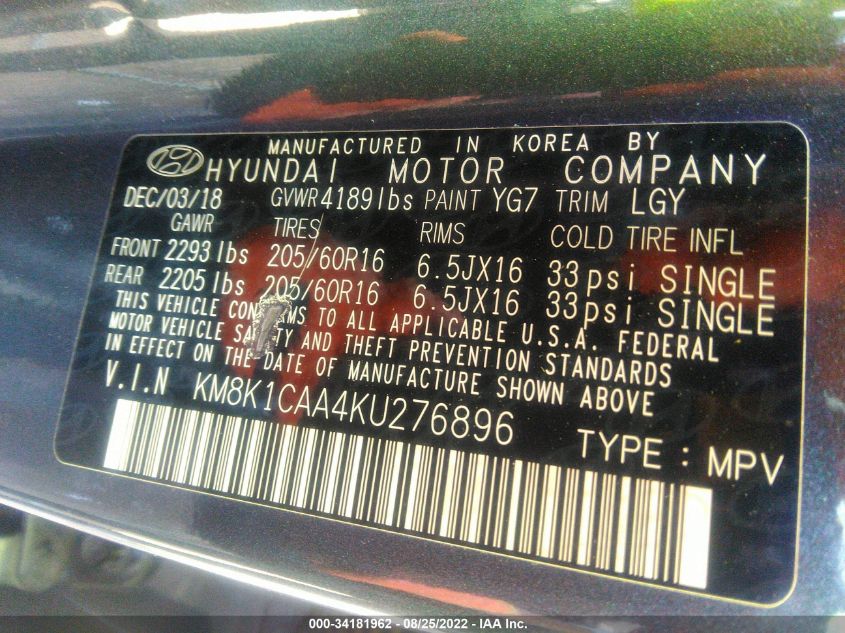 MANUFACTURED IN KOREA BY
HYUNDAI MOTOR COMPANY
DEC/03/18 GVWR 4189 lbs PAINT YG7 TRIM LGY
GAWR TIRES RIMS COLD TIRE INFL
FRONT 2293 lbs 205/60R16 6.5JX16 33psi SINGLE
REAR 2205 lbs 205/60R16 6.5JX16 33psi SINGLE
THIS VEHICLE TO ALL APPLICABLE U.S.A. FEDERAL
MOTOR VEHICLE AND THEFT PREVENTION STANDARDS
IN EFFECT ON THE DATE OF MANUFACTURE SHOWN ABOVE
V.I.N KM8K1CAA4KU276896
TYPE : MPV
000-34181962 - 08/25/2022 - IAA Inc.